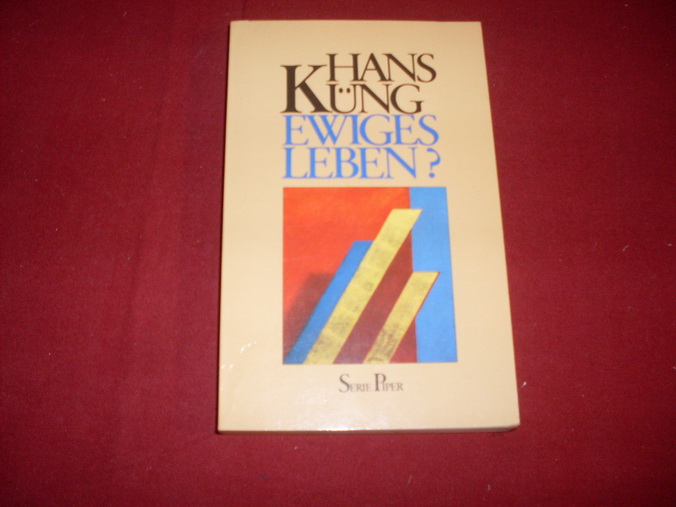 HANS
KÜNG
EWIGES
LEBEN?
SERIE PIPER